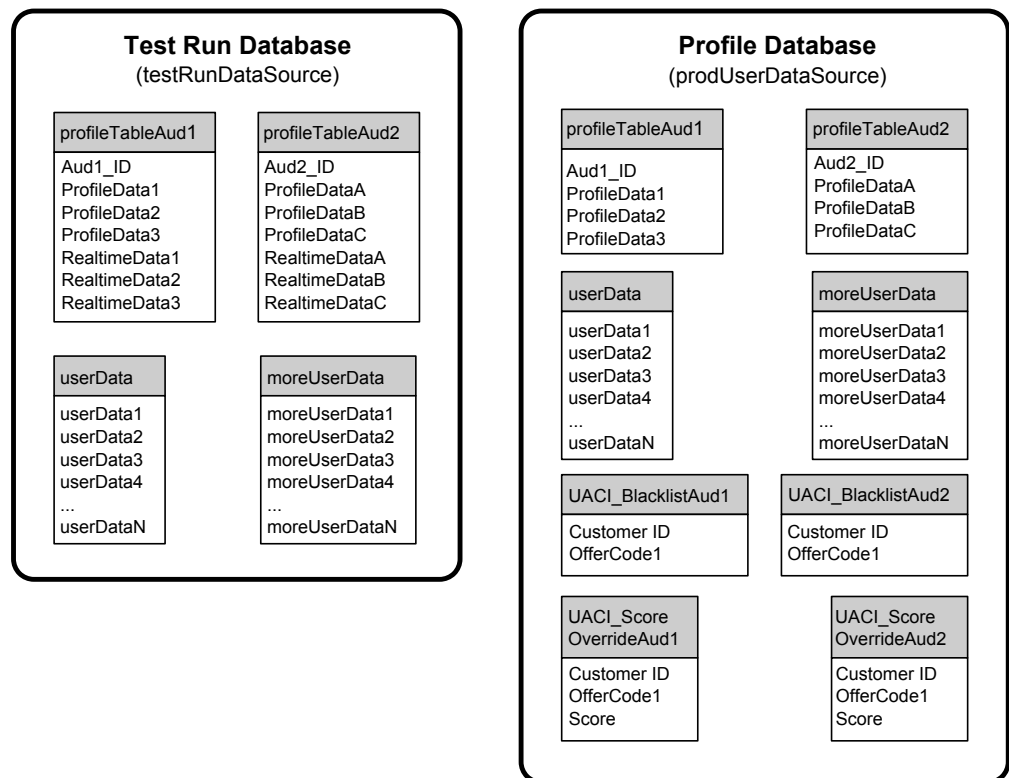 Test Run Database
(testRunDataSource)
profileTableAud1
Aud1_ID
ProfileData1
ProfileData2
ProfileData3
RealtimeData1
RealtimeData2
RealtimeData3
profileTableAud2
Aud2_ID
ProfileDataA
ProfileDataB
ProfileDataC
RealtimeDataA
RealtimeDataB
RealtimeDataC
userData
userData1
userData2
userData3
userData4
...
userDataN
moreUserData
moreUserData1
moreUserData2
moreUserData3
moreUserData4
...
moreUserDataN
Profile Database
(prodUserDataSource)
profileTableAud1
Aud1_ID
ProfileData1
ProfileData2
ProfileData3
profileTableAud2
Aud2_ID
ProfileDataA
ProfileDataB
ProfileDataC
userData
userData1
userData2
userData3
userData4
...
userDataN
moreUserData
moreUserData1
moreUserData2
moreUserData3
moreUserData4
...
moreUserDataN
UACI_BlacklistAud1
Customer ID
OfferCode1
UACI_BlacklistAud2
Customer ID
OfferCode1
UACI_Score
OverrideAud1
Customer ID
OfferCode1
Score
UACI_Score
OverrideAud2
Customer ID
OfferCode1
Score